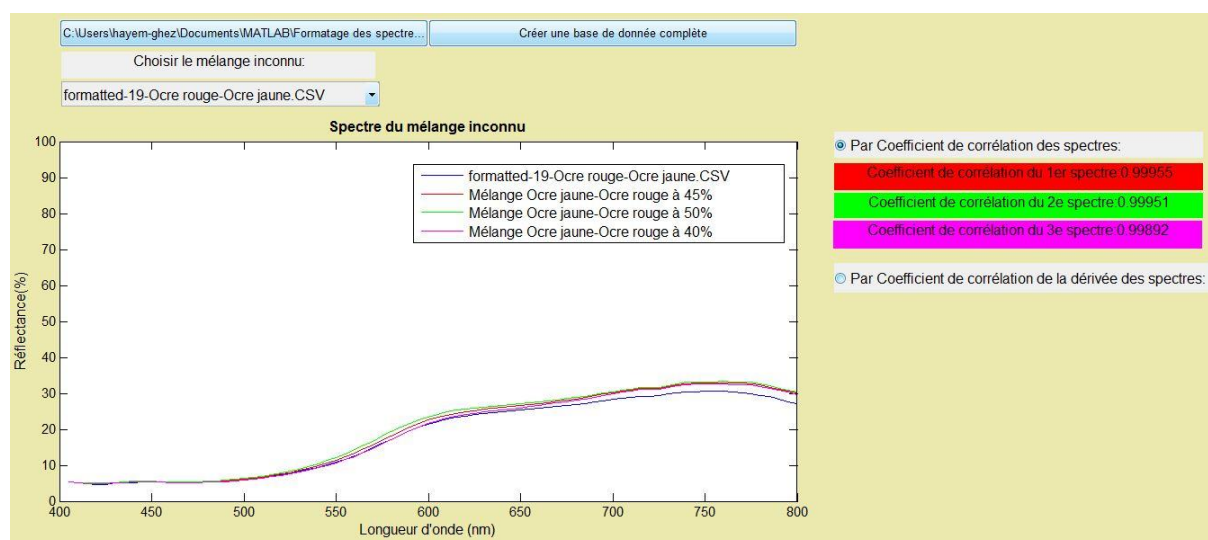 C:\Users\hayem-ghez\Documents\MATLAB\Formatage des spectre...
Créer une base de donnée complète
Choisir le mélange inconnu:
formatted-19-Ocre rouge-Ocre jaune.CSV
Spectre du mélange inconnu
100
90
80
70
60
50
40
30
20
10
0
Réflectance(%)
formatted-19-Ocre rouge-Ocre jaune.CSV
Mélange Ocre jaune-Ocre rouge à 45%
Mélange Ocre jaune-Ocre rouge à 50%
Mélange Ocre jaune-Ocre rouge à 40%
400 450 500 550 600 650 700 750 800
Longueur d'onde (nm)
Par Coefficient de corrélation des spectres:
Coefficient de corrélation du 1er spectre:0.99955
Coefficient de corrélation du 2e spectre:0.99951
Coefficient de corrélation du 3e spectre:0.99892
Par Coefficient de corrélation de la dérivée des spectres: